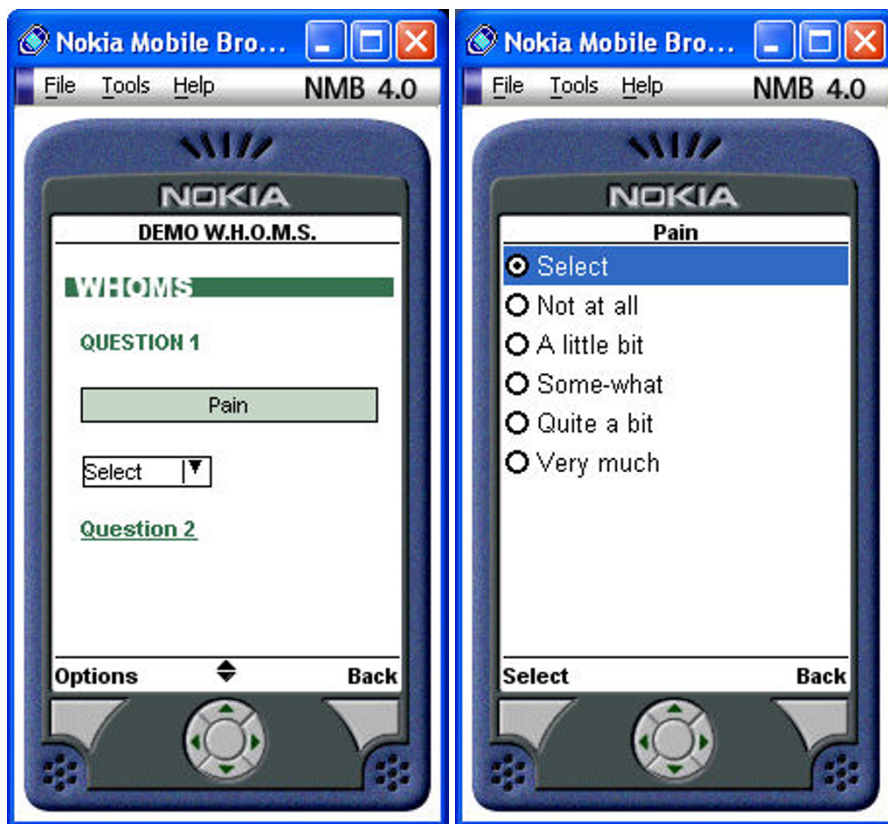 Nokia Mobile Bro...
File Tools Help NMB 4.0
NOKIA
DEMO W.H.O.M.S.
WHOMS
QUESTION 1
Pain
Select
Question 2
Options Back
Nokia Mobile Bro...
File Tools Help NMB 4.0
NOKIA
Pain
Select
Not at all
A little bit
Some-what
Quite a bit
Very much
Select Back